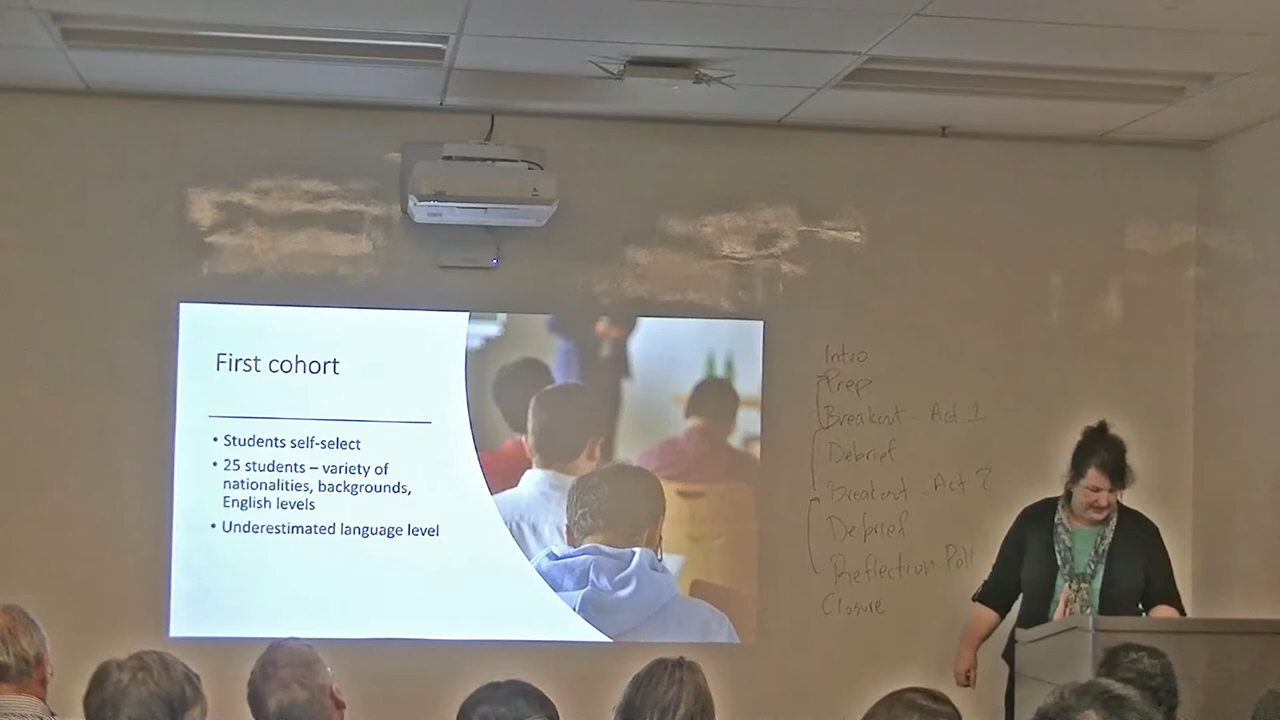 First cohort
• Students self-select
• 25 students – variety of
nationalities, backgrounds,
English levels
• Underestimated language level
Intro
Prep
Breakout - Act 1
Debrief
Breakout - Act 2
Debrief
Reflection Poll
Closure